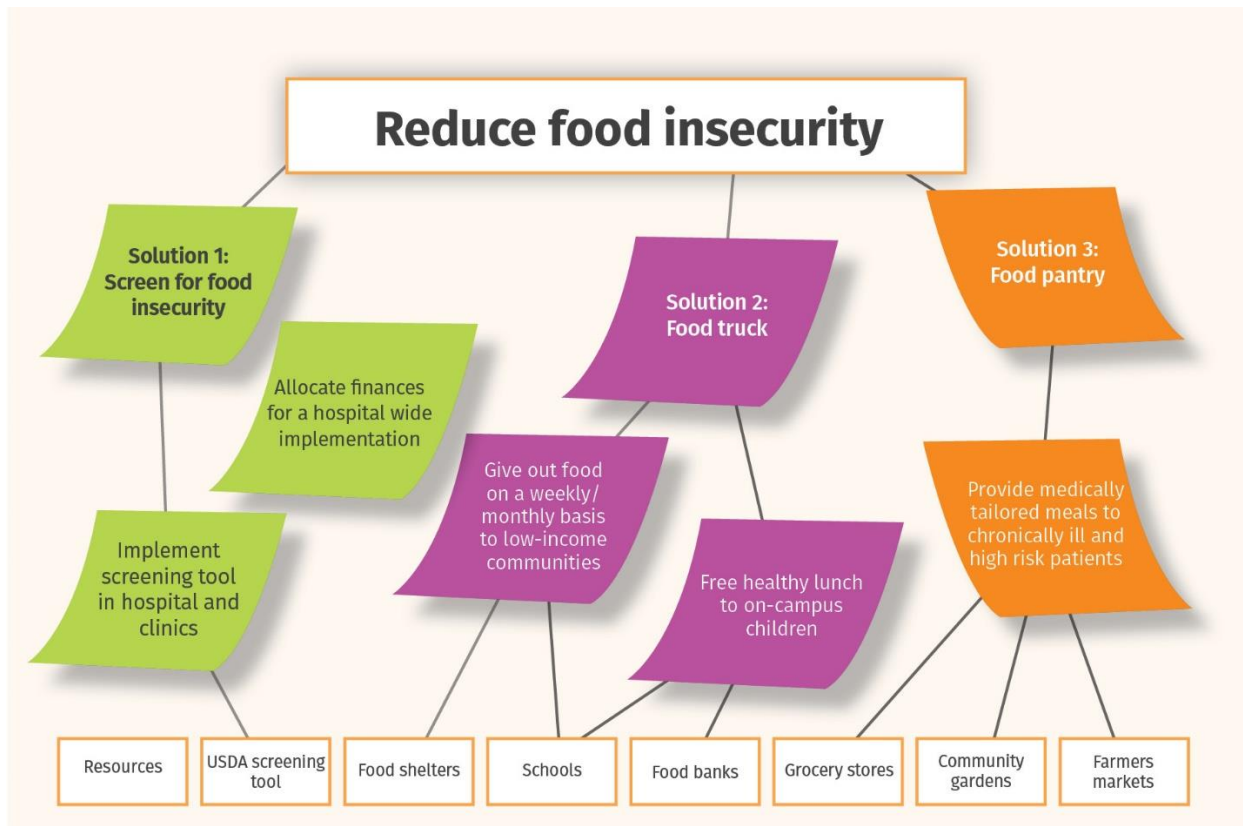 Reduce food insecurity
Solution 1:
Screen for food
insecurity
Allocate finances
for a hospital wide
implementation
Implement
screening tool
in hospital and
clinics
Solution 2:
Food truck
Give out food
on a weekly/
monthly basis
to low-income
communities
Free healthy lunch
to on-campus
children
Solution 3:
Food pantry
Provide medically
tailored meals to
chronically ill and
high risk patients
Resources
USDA screening
tool
Food shelters
Schools
Food banks
Grocery stores
Community
gardens
Farmers
markets